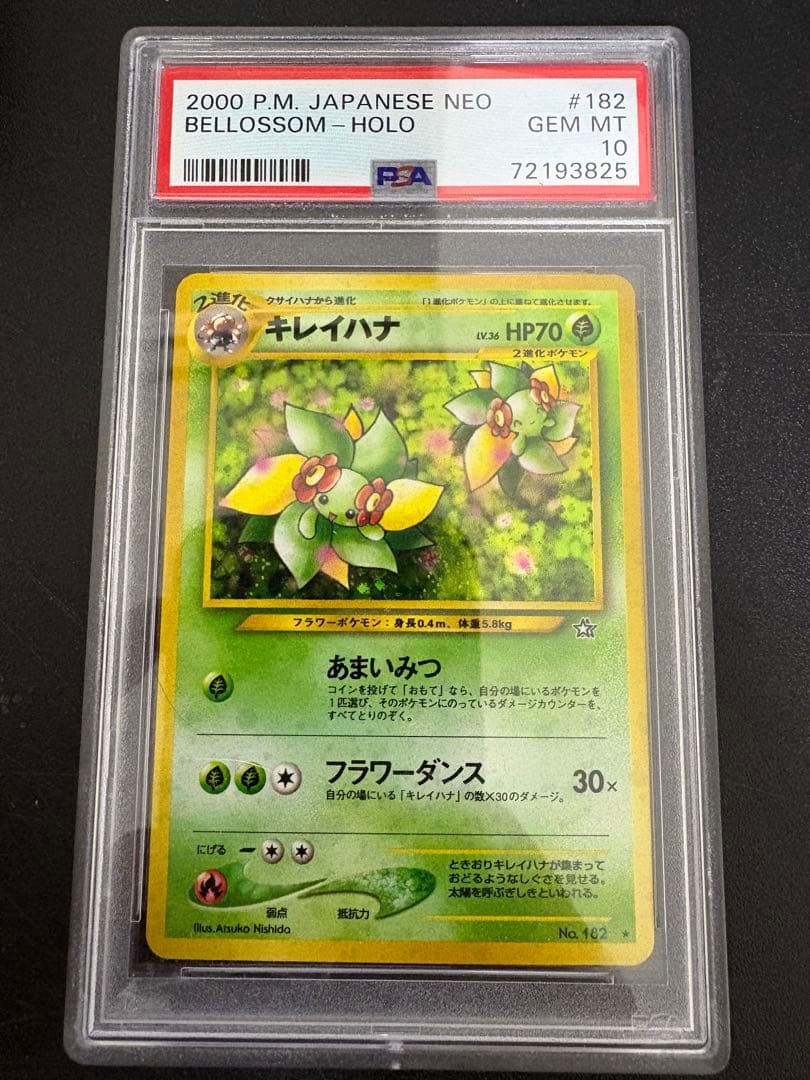 2000 P.M. JAPANESE NEO #182
BELLOSSOM - HOLO GEM MT
10
PSA 72193825
2進化 クサイハナから進化 「1進化ポケモン」の上に重ねて進化させます。
キレイハナ LV.36 HP70
2進化ポケモン
フラワーポケモン：身長0.4m、体重5.8kg
あまいみつ
コインを投げて「おもて」なら、自分の場にいるポケモンを
1匹選び、そのポケモンにのっているダメージカウンターを、
すべてとりのぞく。
フラワーダンス 30×
自分の場にいる「キレイハナ」の数×30のダメージ。
にげる
ときおりキレイハナが集まって
おどるようなしぐさを見せる。
太陽を呼ぶぎしきといわれる。
弱点 抵抗力
Illus.Atsuko Nishida No. 182 ★